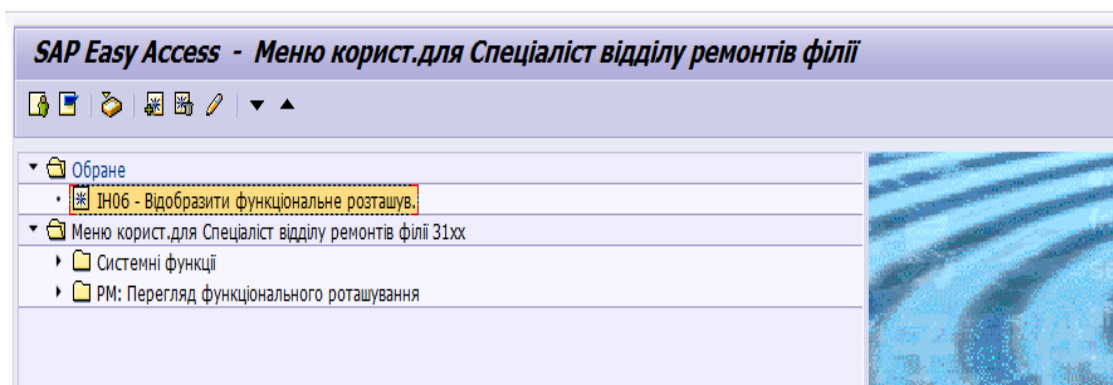 SAP Easy Access - Меню корист.для Спеціаліст відділу ремонтів філії
Обране
IH06 - Відобразити функціональне розташув.
Меню корист.для Спеціаліст відділу ремонтів філії 31xx
Системні функції
PM: Перегляд функціонального роташування